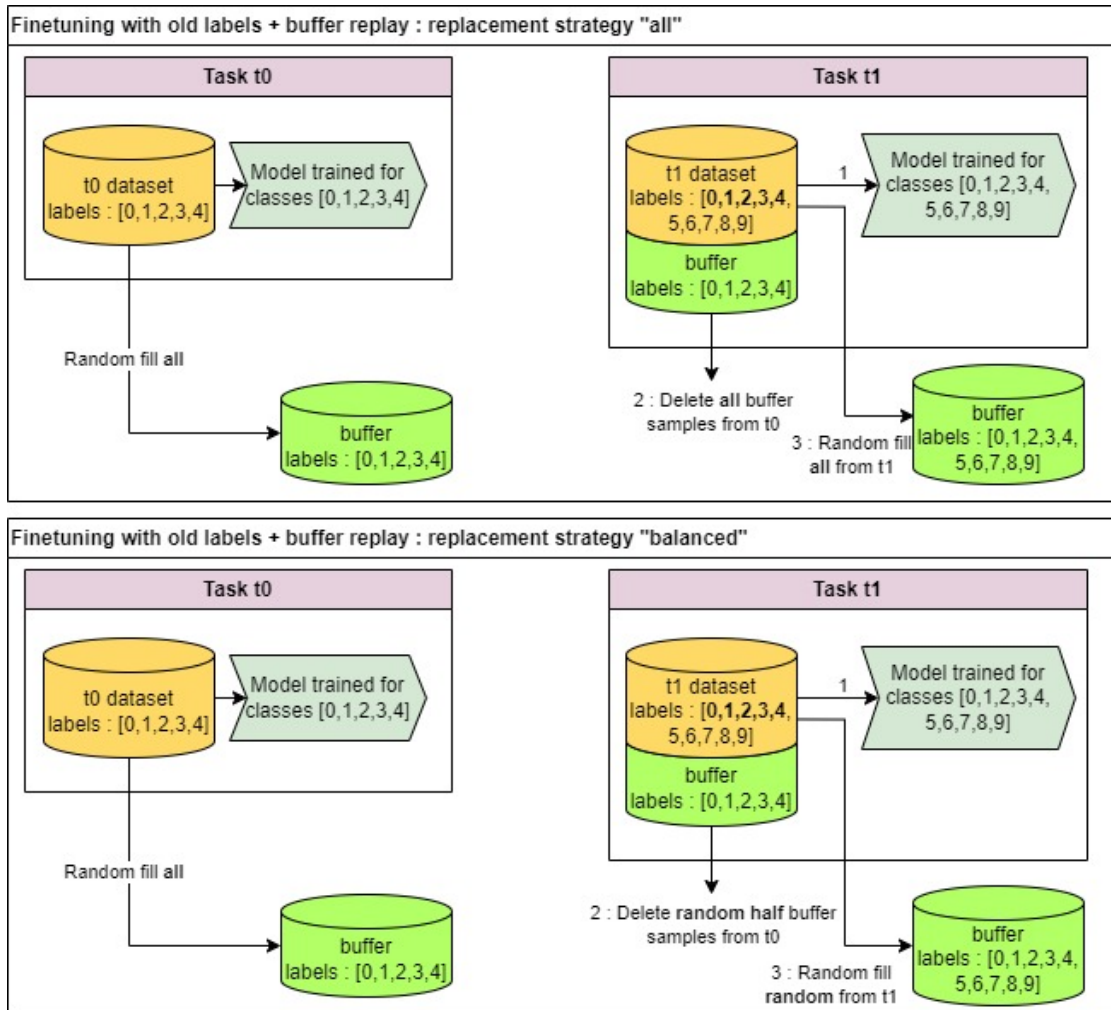 Finetuning with old labels + buffer replay : replacement strategy "all"
Task t0
t0 dataset
labels : [0,1,2,3,4]
Model trained for
classes [0,1,2,3,4]
Random fill all
buffer
labels : [0,1,2,3,4]
Task t1
t1 dataset
labels : [0,1,2,3,4,
5,6,7,8,9]
buffer
labels : [0,1,2,3,4]
1
Model trained for
classes [0,1,2,3,4,
5,6,7,8,9]
2 : Delete all buffer
samples from t0
3 : Random fill
all from t1
buffer
labels : [0,1,2,3,4,
5,6,7,8,9]
Finetuning with old labels + buffer replay : replacement strategy "balanced"
Task t0
t0 dataset
labels : [0,1,2,3,4]
Model trained for
classes [0,1,2,3,4]
Random fill all
buffer
labels : [0,1,2,3,4]
Task t1
t1 dataset
labels : [0,1,2,3,4,
5,6,7,8,9]
buffer
labels : [0,1,2,3,4]
1
Model trained for
classes [0,1,2,3,4,
5,6,7,8,9]
2 : Delete random half buffer
samples from t0
3 : Random fill
random from t1
buffer
labels : [0,1,2,3,4,
5,6,7,8,9]